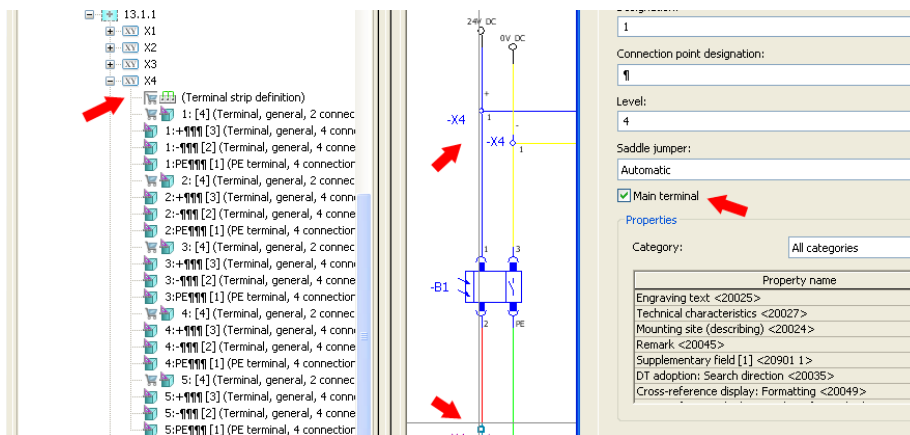 13.1.1
X1
X2
X3
X4
(Terminal strip definition)
1: [4] (Terminal, general, 2 connec
1:+¶¶¶ [3] (Terminal, general, 4 conn
1:-¶¶¶ [2] (Terminal, general, 4 conne
1:PE¶¶¶ [1] (PE terminal, 4 connection
2: [4] (Terminal, general, 2 connec
2:+¶¶¶ [3] (Terminal, general, 4 conn
2:-¶¶¶ [2] (Terminal, general, 4 conne
2:PE¶¶¶ [1] (PE terminal, 4 connection
3: [4] (Terminal, general, 2 connec
3:+¶¶¶ [3] (Terminal, general, 4 conn
3:-¶¶¶ [2] (Terminal, general, 4 conne
3:PE¶¶¶ [1] (PE terminal, 4 connection
4: [4] (Terminal, general, 2 connec
4:+¶¶¶ [3] (Terminal, general, 4 conn
4:-¶¶¶ [2] (Terminal, general, 4 conne
4:PE¶¶¶ [1] (PE terminal, 4 connection
5: [4] (Terminal, general, 2 connec
5:+¶¶¶ [3] (Terminal, general, 4 conn
5:-¶¶¶ [2] (Terminal, general, 4 conne
5:PE¶¶¶ [1] (PE terminal, 4 connection
24V DC
0V DC
+
-X4 1
-
-X4
1
1 3
-B1
2 PE
Designation:
1
Connection point designation:
¶
Level:
4
Saddle jumper:
Automatic
Main terminal
Properties
Category: All categories
Property name
Engraving text <20025>
Technical characteristics <20027>
Mounting site (describing) <20024>
Remark <20045>
Supplementary field [1] <20901 1>
DT adoption: Search direction <20035>
Cross-reference display: Formatting <20049>